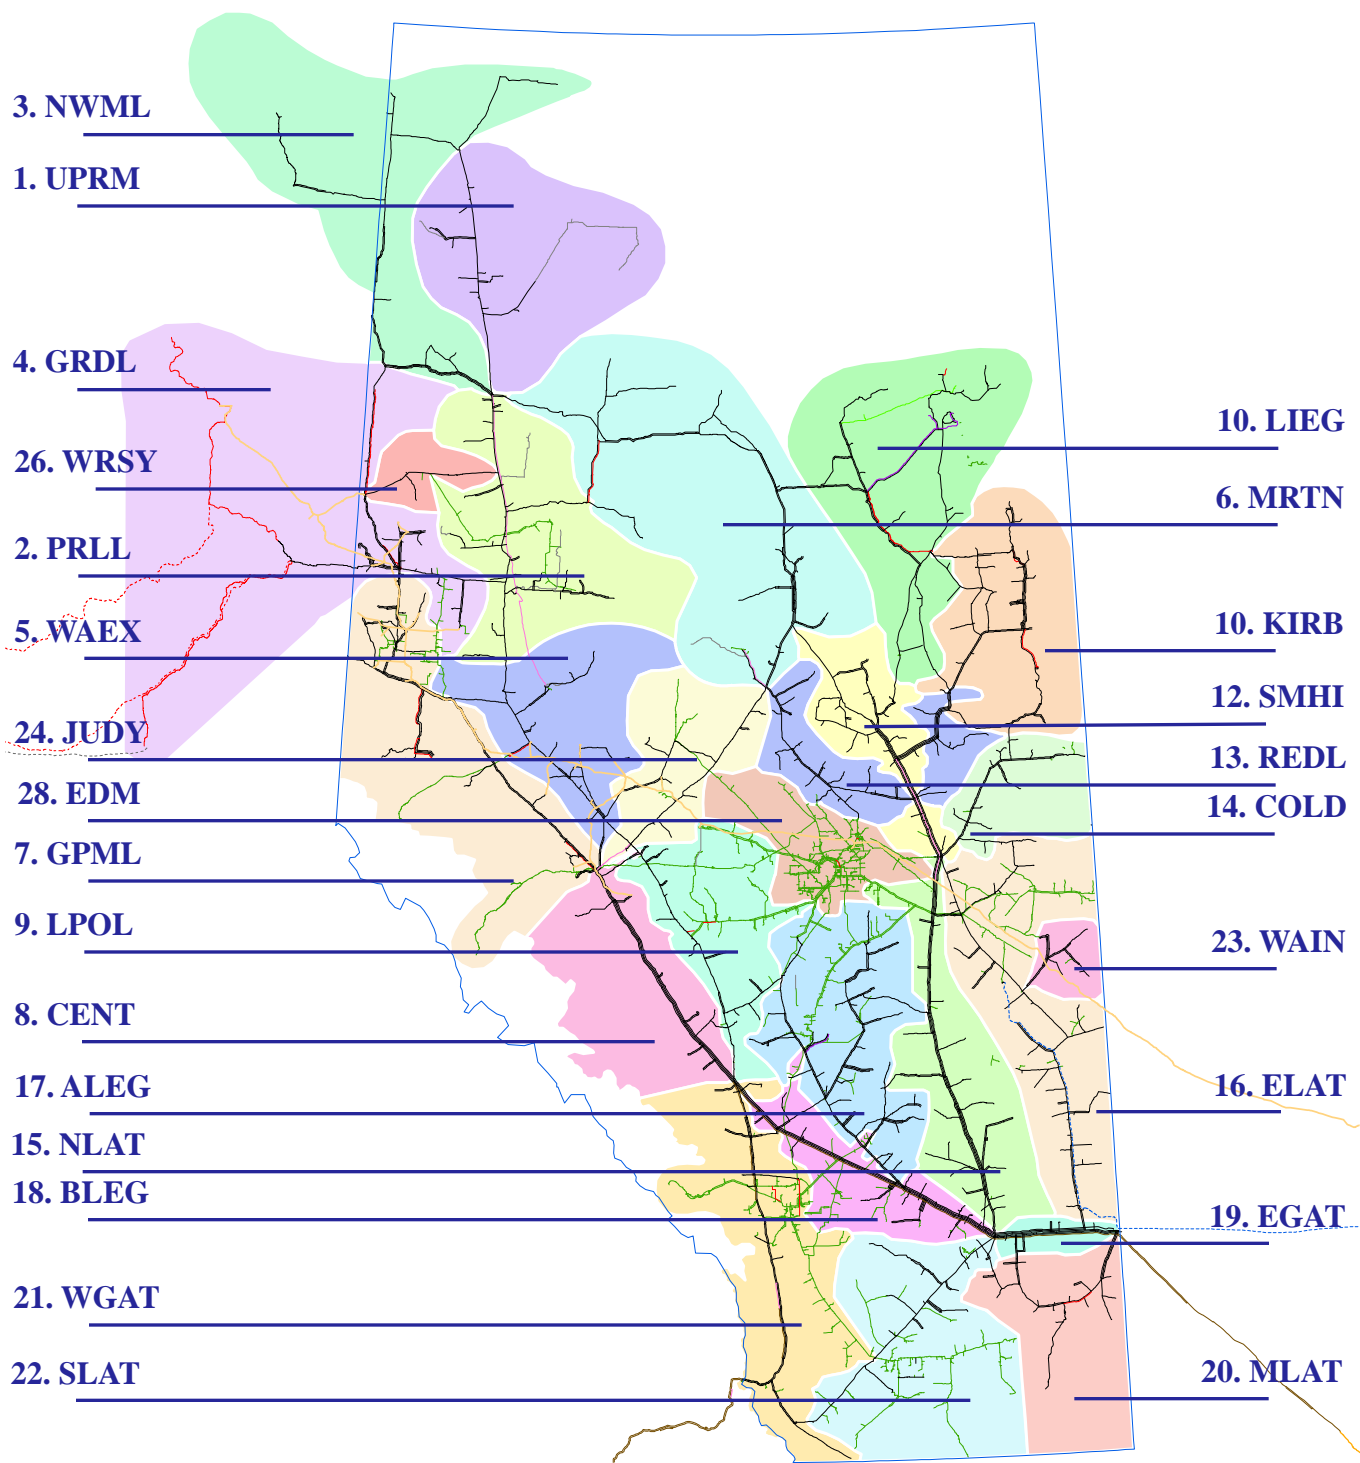 3. NWML
1. UPRM
4. GRDL
26. WRSY
2. PRLL
5. WAEX
24. JUDY
28. EDM
7. GPML
9. LPOL
8. CENT
17. ALEG
15. NLAT
18. BLEG
21. WGAT
22. SLAT
10. LIEG
6. MRTN
10. KIRB
12. SMHI
13. REDL
14. COLD
23. WAIN
16. ELAT
19. EGAT
20. MLAT